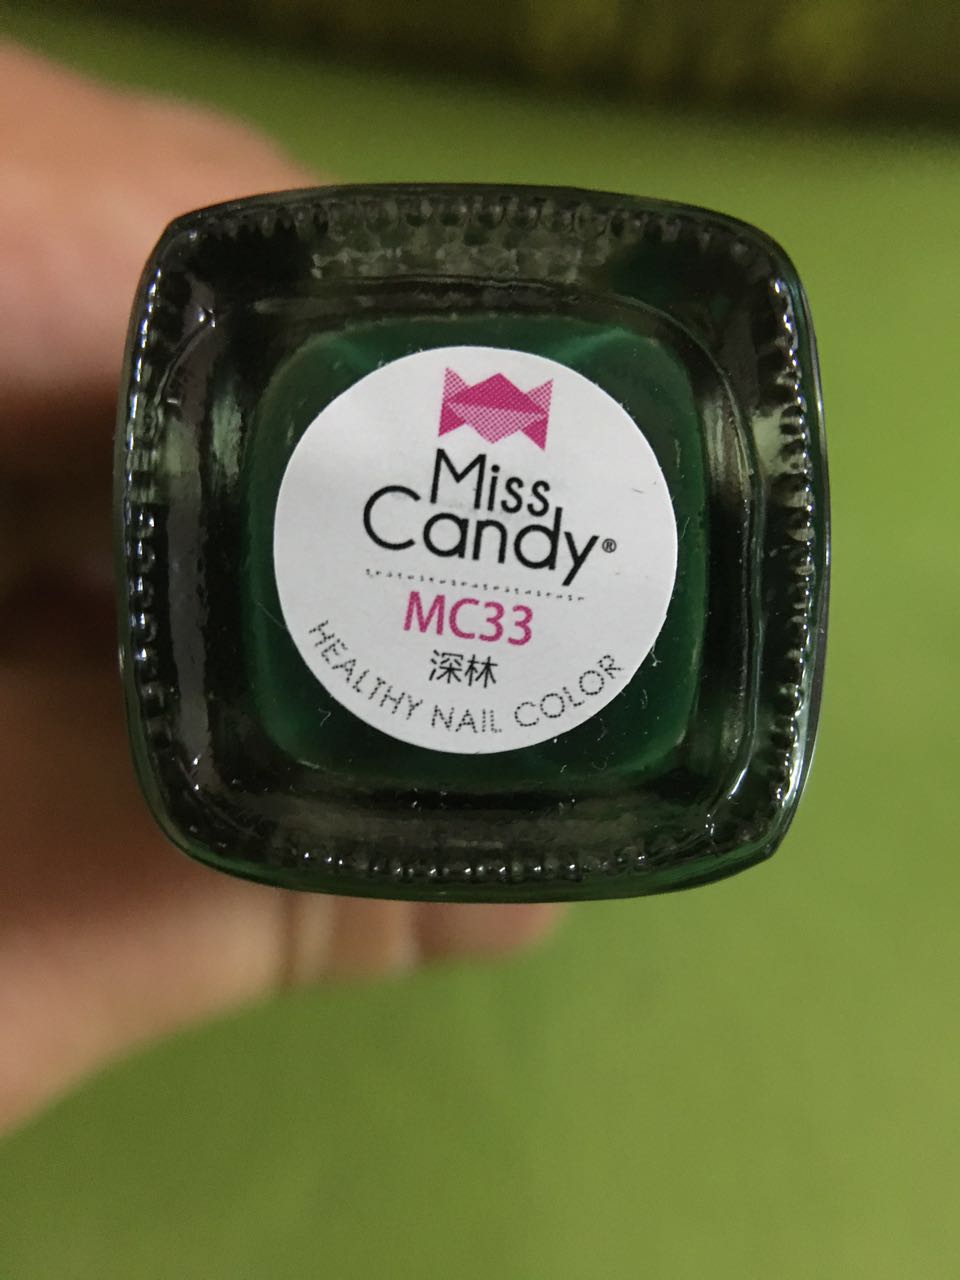 Miss
Candy®
MC33
深林
HEALTHY NAIL COLOR